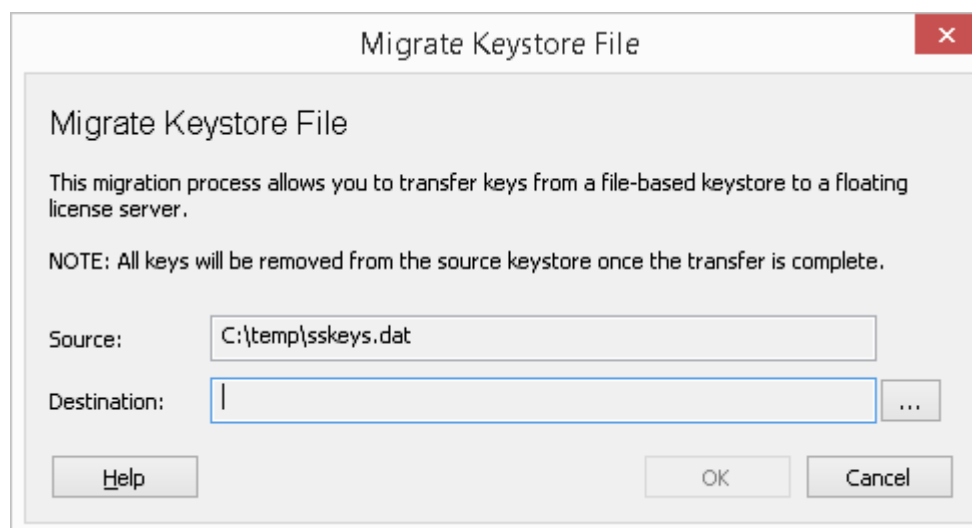 Migrate Keystore File
Migrate Keystore File
This migration process allows you to transfer keys from a file-based keystore to a floating
license server.
NOTE: All keys will be removed from the source keystore once the transfer is complete.
Source: C:\temp\sskeys.dat
Destination: ...
Help OK Cancel